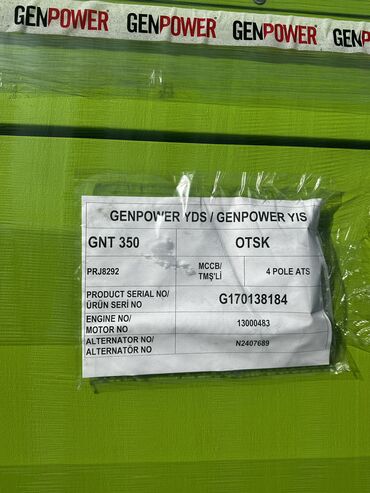 GENPOWER GENPOWER GENPOWER GENPOWER
GENPOWER YDS / GENPOWER YIS
GNT 350 OTSK
PRJ8292 MCCB/ TMŞ'Lİ 4 POLE ATS
PRODUCT SERIAL NO/
ÜRÜN SERİ NO G170138184
ENGINE NO/
MOTOR NO 13000483
ALTERNATOR NO/
ALTERNATÖR NO N2407689